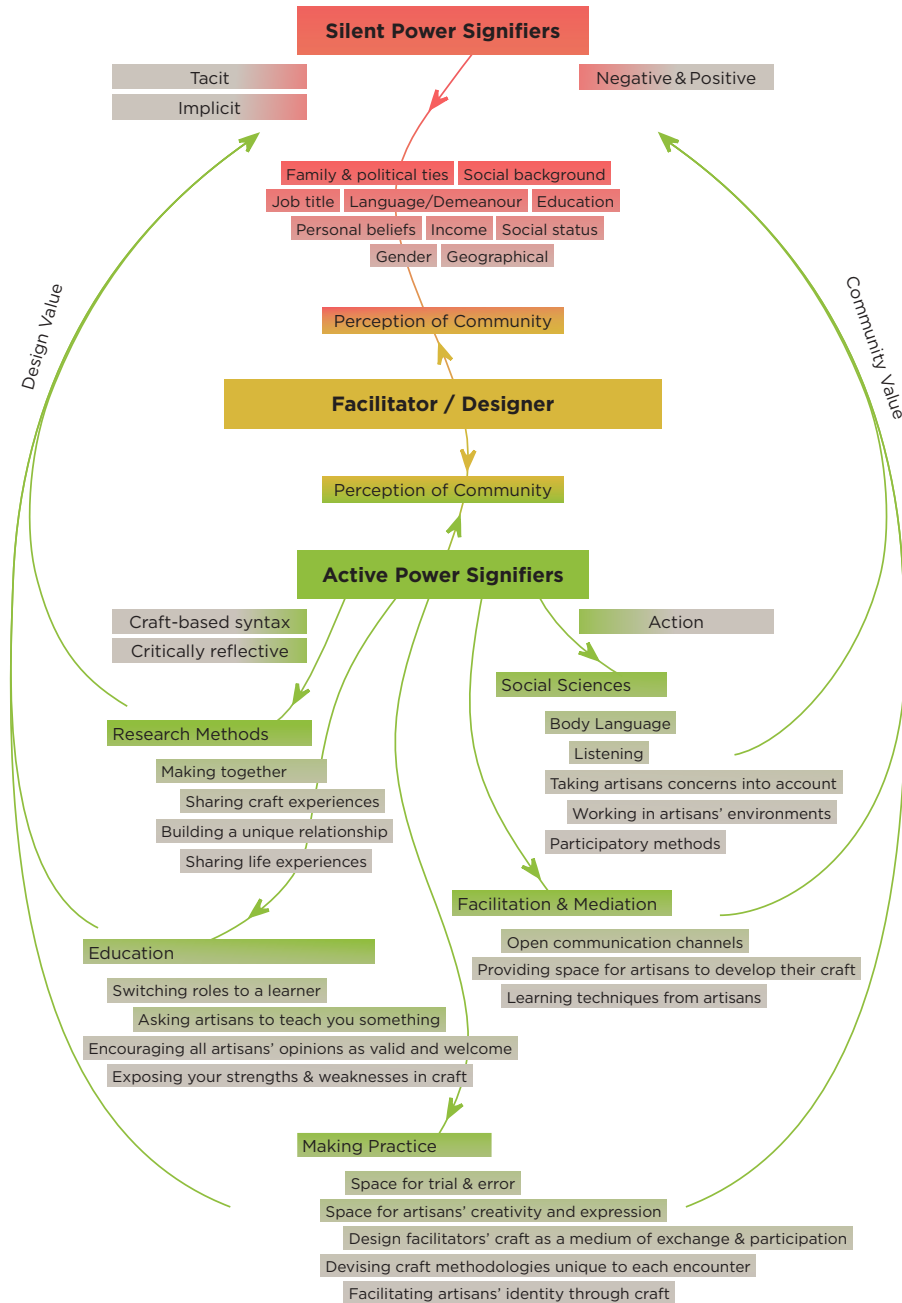 Silent Power Signifiers
Tacit
Negative & Positive
Implicit
Family & political ties
Social background
Job title
Language/Demeanour
Education
Personal beliefs
Income
Social status
Gender
Geographical
Design Value
Community Value
Perception of Community
Facilitator / Designer
Perception of Community
Active Power Signifiers
Craft-based syntax
Action
Critically reflective
Social Sciences
Body Language
Listening
Taking artisans concerns into account
Working in artisans’ environments
Participatory methods
Research Methods
Making together
Sharing craft experiences
Building a unique relationship
Sharing life experiences
Facilitation & Mediation
Open communication channels
Providing space for artisans to develop their craft
Learning techniques from artisans
Education
Switching roles to a learner
Asking artisans to teach you something
Encouraging all artisans’ opinions as valid and welcome
Exposing your strengths & weaknesses in craft
Making Practice
Space for trial & error
Space for artisans’ creativity and expression
Design facilitators’ craft as a medium of exchange & participation
Devising craft methodologies unique to each encounter
Facilitating artisans’ identity through craft